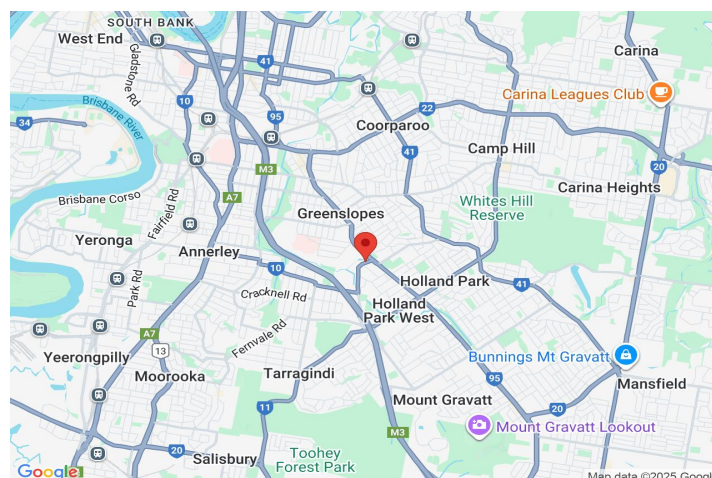 SOUTH BANK
West End
Gladstone Rd
41
Carina
Carina Leagues Club
10
Brisbane River
34
95
22
Coorparoo
41
Camp Hill
20
M3
A7
Brisbane Corso
Fairfield Rd
Carina Heights
Whites Hill
Reserve
Greenslopes
Yeronga
Annerley
10
Park Rd
Cracknell Rd
Holland Park
41
Holland
Park West
Fernvale Rd
A7
13
Yeerongpilly
Bunnings Mt Gravatt
Moorooka
Tarragindi
95
Mansfield
Mount Gravatt
11
20
Mount Gravatt Lookout
M3
20
Salisbury
Toohey
Forest Park
Google
Map data ©2025 Google